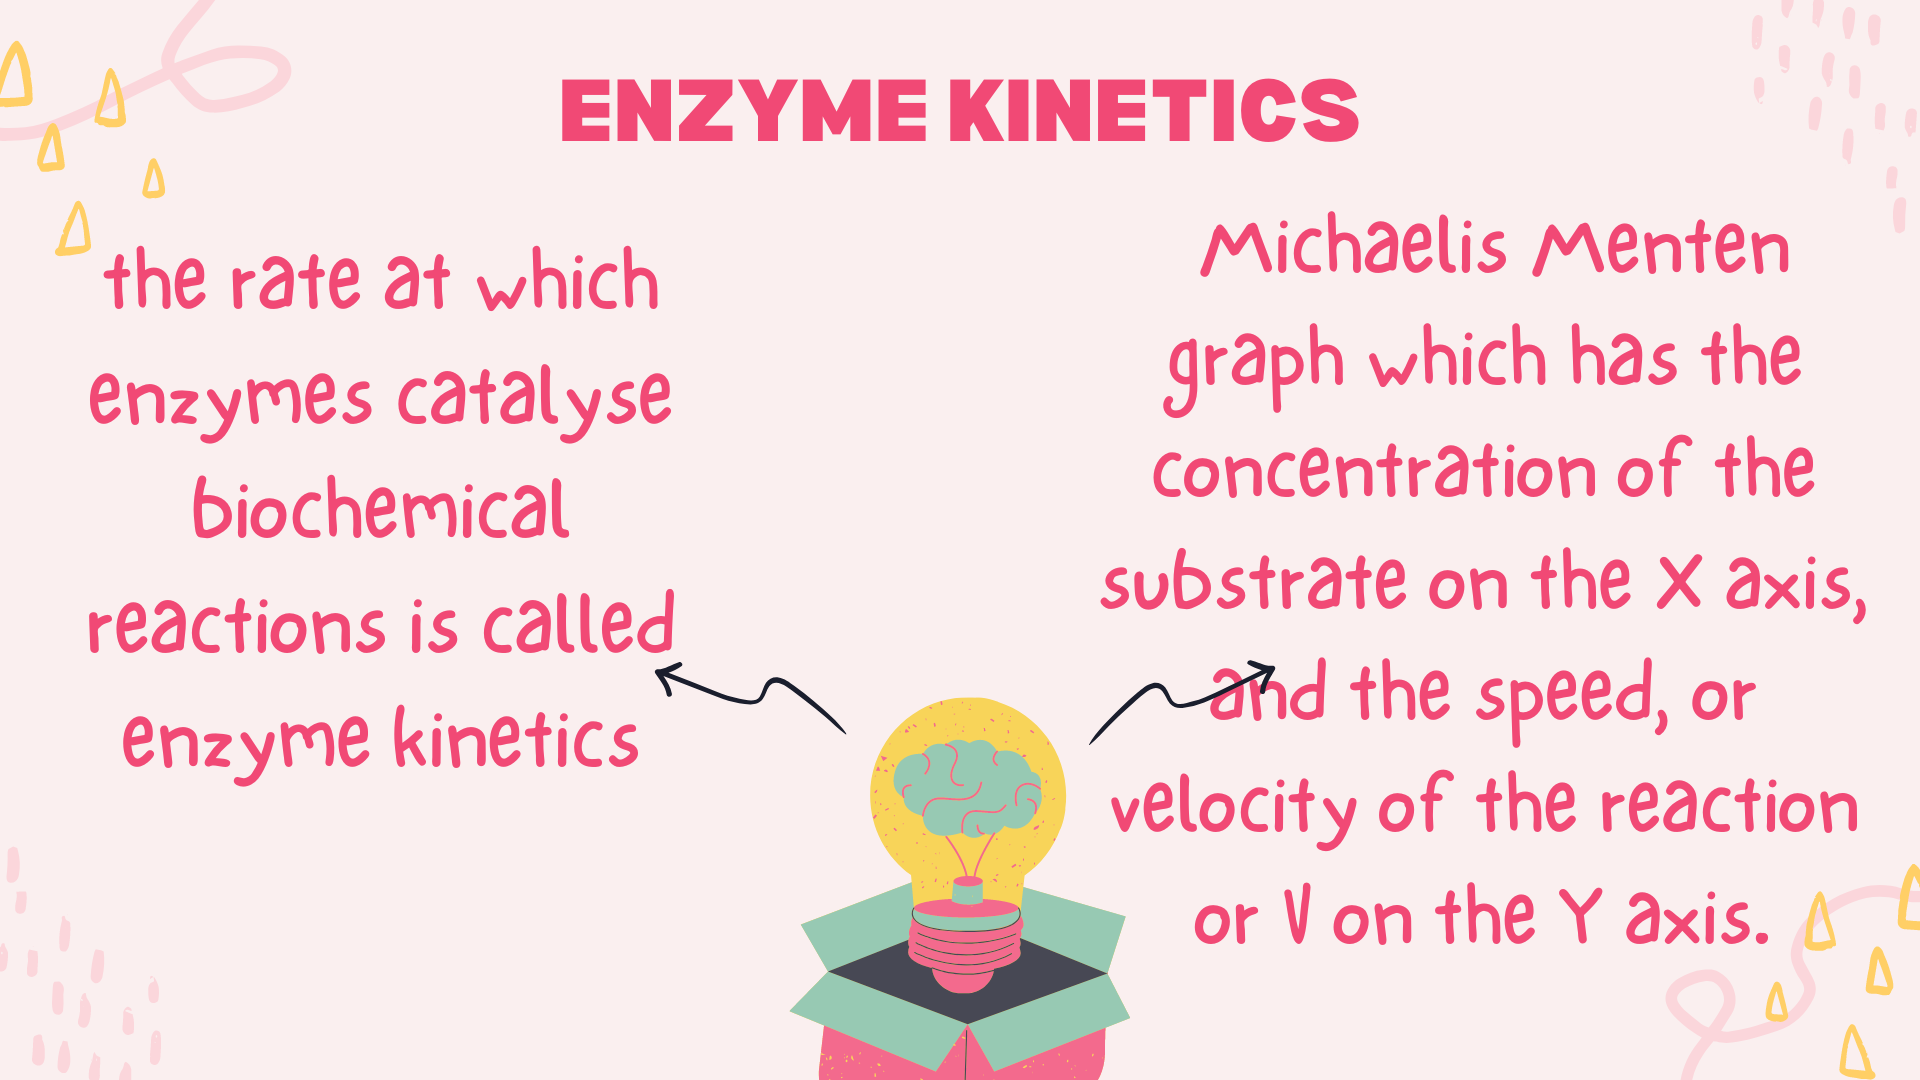 ENZYME KINETICS
the rate at which
enzymes catalyse
biochemical
reactions is called
enzyme kinetics
Michaelis Menten
graph which has the
concentration of the
substrate on the X axis,
and the speed, or
velocity of the reaction
or V on the Y axis.